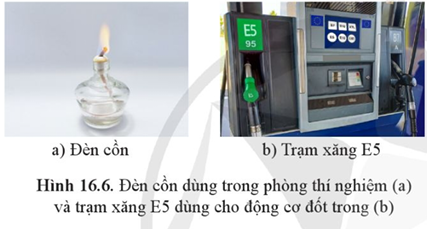 E5
95
a) Đèn cồn
b) Trạm xăng E5
Hình 16.6. Đèn cồn dùng trong phòng thí nghiệm (a)
và trạm xăng E5 dùng cho động cơ đốt trong (b)